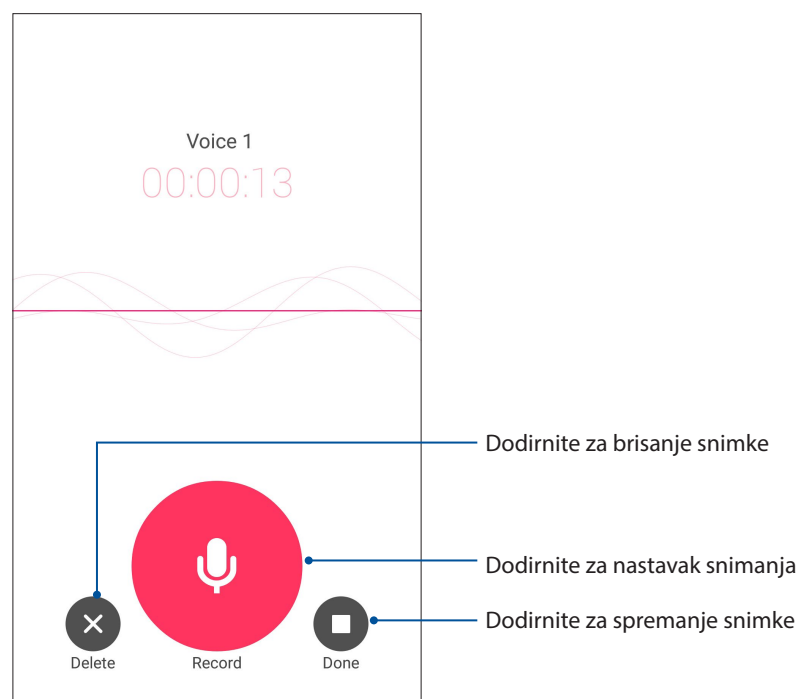 Voice 1
00:00:13
Dodirnite za brisanje snimke
Dodirnite za nastavak snimanja
Dodirnite za spremanje snimke
Delete
Record
Done